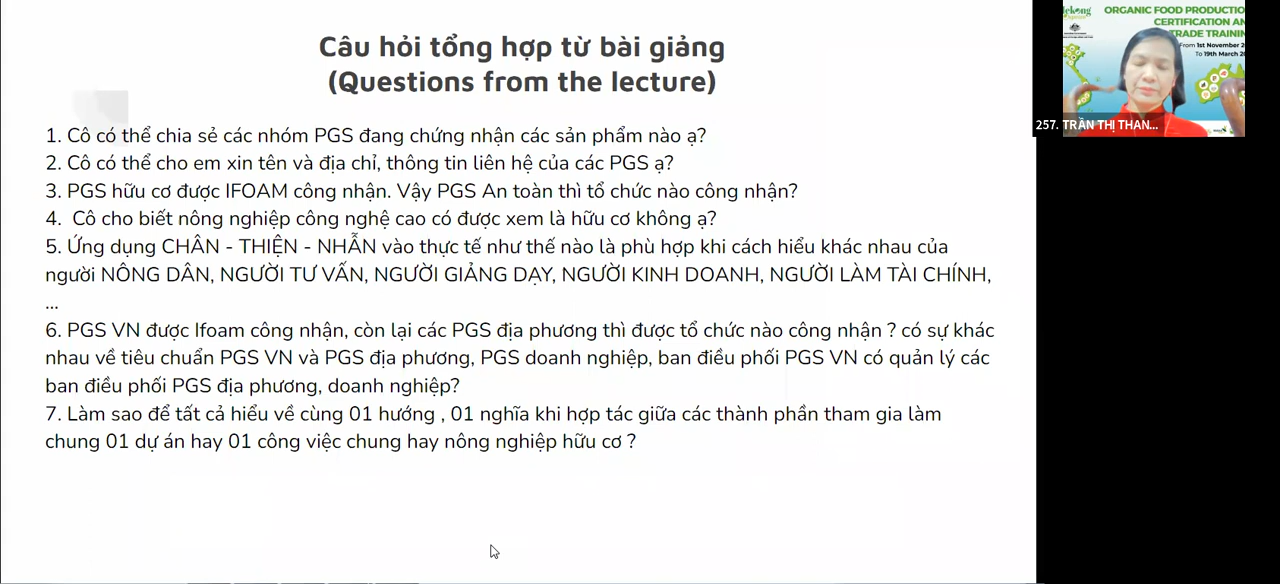 Câu hỏi tổng hợp từ bài giảng
(Questions from the lecture)
1. Cô có thể chia sẻ các nhóm PGS đang chứng nhận các sản phẩm nào ạ?
2. Cô có thể cho em xin tên và địa chỉ, thông tin liên hệ của các PGS ạ?
3. PGS hữu cơ được IFOAM công nhận. Vậy PGS An toàn thì tổ chức nào công nhận?
4. Cô cho biết nông nghiệp công nghệ cao có được xem là hữu cơ không ạ?
5. Ứng dụng CHÂN - THIỆN - NHẪN vào thực tế như thế nào là phù hợp khi cách hiểu khác nhau của
người NÔNG DÂN, NGƯỜI TƯ VẤN, NGƯỜI GIẢNG DẠY, NGƯỜI KINH DOANH, NGƯỜI LÀM TÀI CHÍNH,
...
6. PGS VN được Ifoam công nhận, còn lại các PGS địa phương thì được tổ chức nào công nhận ? có sự khác
nhau về tiêu chuẩn PGS VN và PGS địa phương, PGS doanh nghiệp, ban điều phối PGS VN có quản lý các
ban điều phối PGS địa phương, doanh nghiệp?
7. Làm sao để tất cả hiểu về cùng 01 hướng , 01 nghĩa khi hợp tác giữa các thành phần tham gia làm
chung 01 dự án hay 01 công việc chung hay nông nghiệp hữu cơ ?
ORGANIC FOOD PRODUCTIO
CERTIFICATION AN
TRADE TRAININ
From 1st November 2
To 19th March 20
257. TRẦN THỊ THAN...